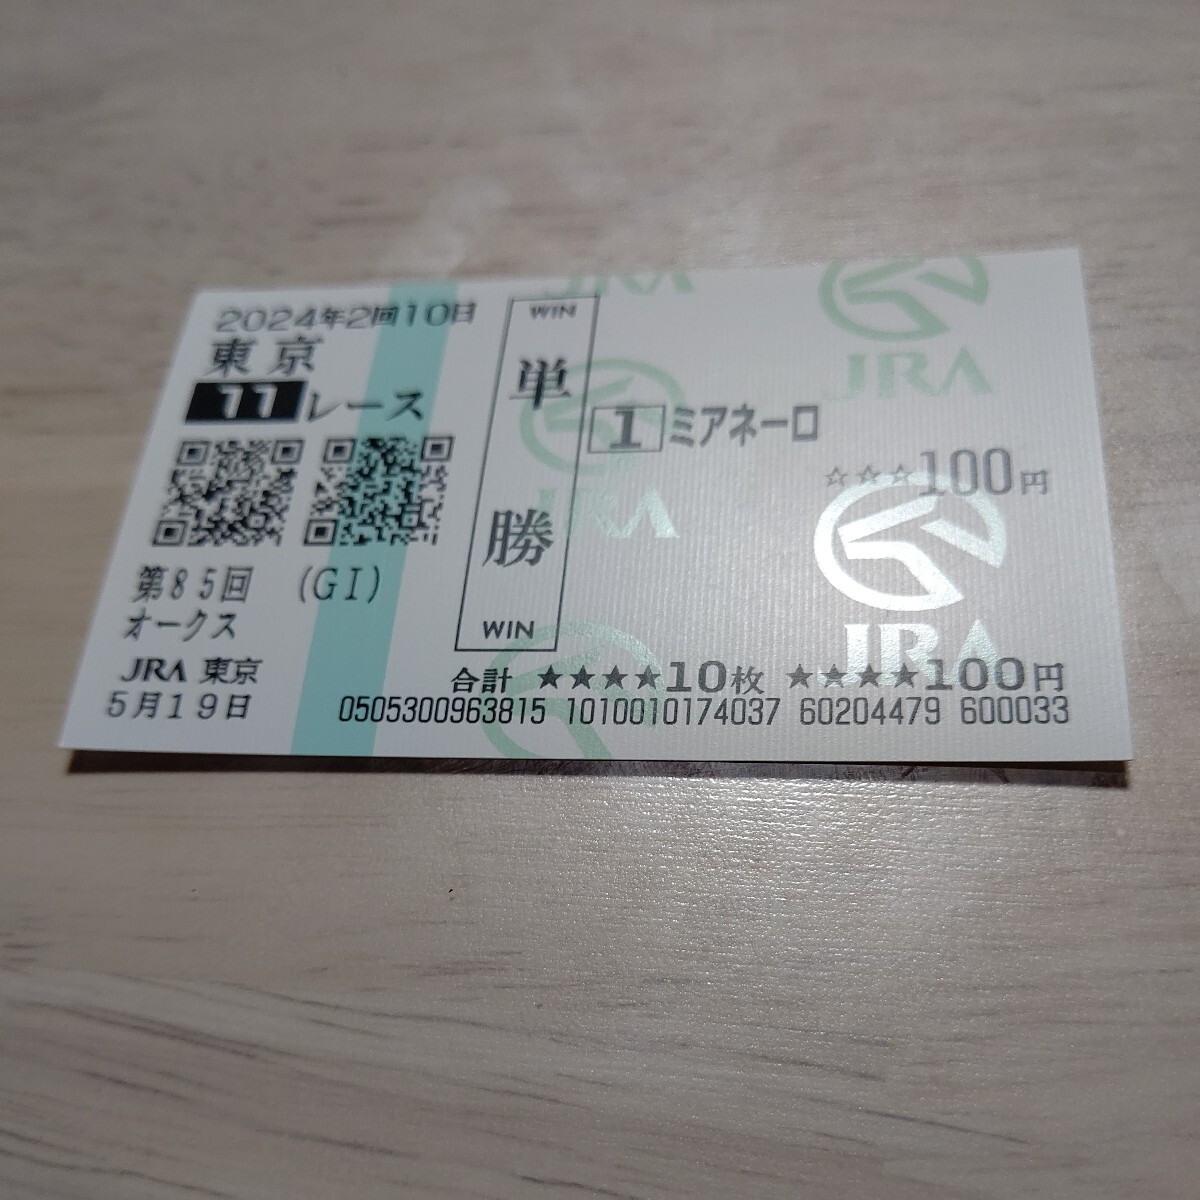 2024年2回10日
東京
11レース
第85回 (GI)
オークス
JRA 東京
5月19日
WIN
単勝
WIN
1 ミアネーロ
☆☆☆100円
合計 ★★★★10枚 ★★★★100円
0505300963815 1010010174037 60204479 600033
JRA
JRA
JRA
JRA